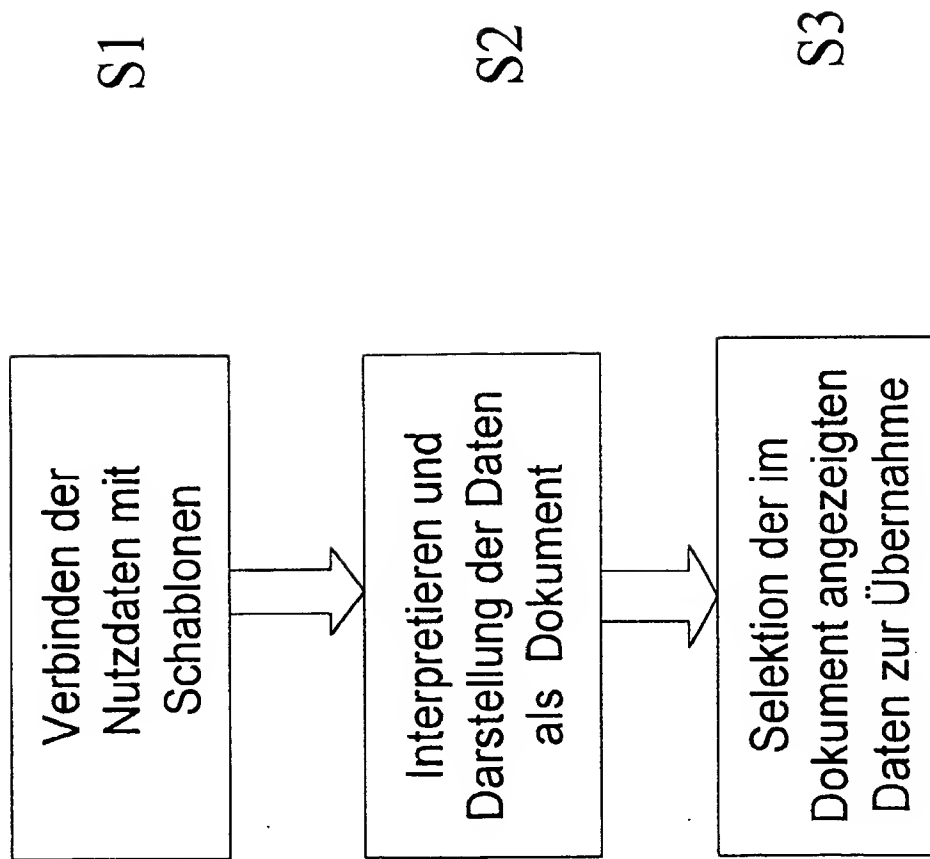 Verbinden der
Nutzdaten mit
Schablonen
S1
Interpretieren und
Darstellung der Daten
als Dokument
S2
Selektion der im
Dokument angezeigten
Daten zur Übernahme
S3